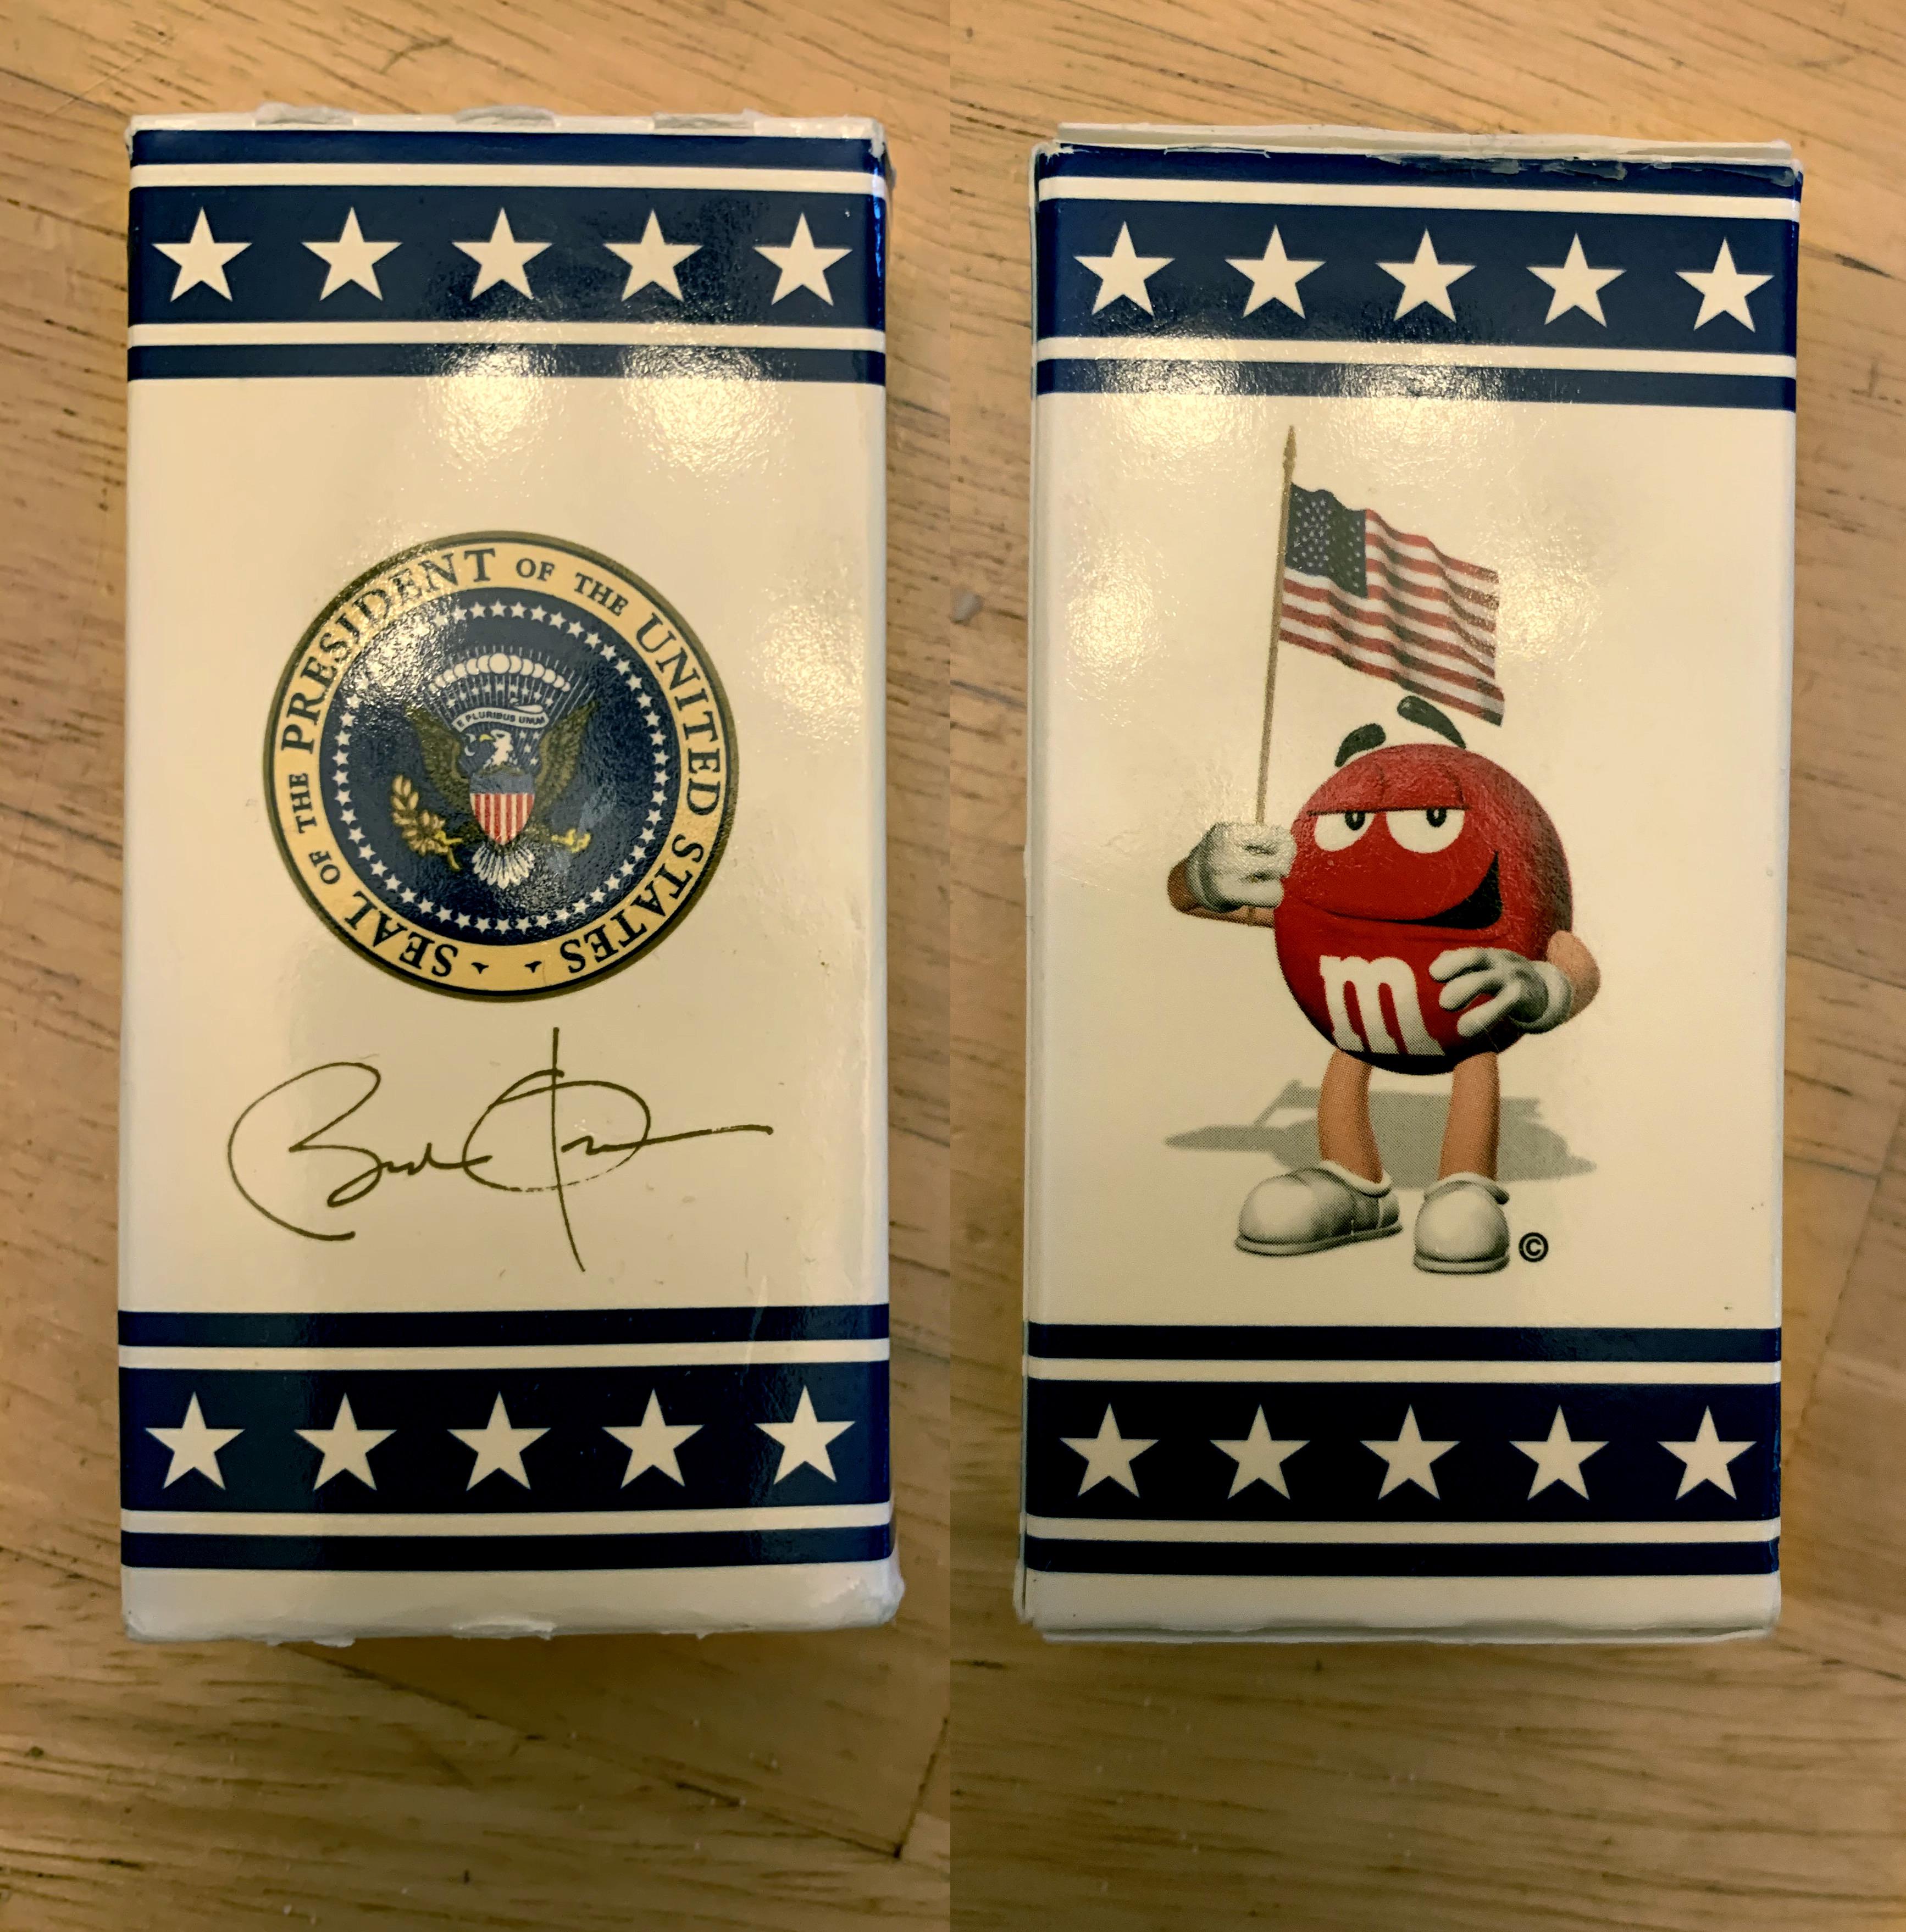 SEAL OF THE PRESIDENT OF THE UNITED STATES
E PLURIBUS UNUM
m
©